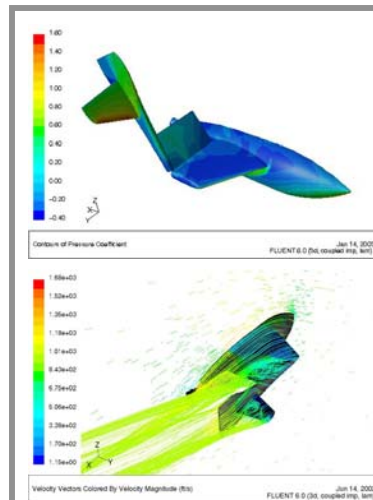 1.60
1.40
1.20
1.00
0.80
0.60
0.40
0.20
0.00
-0.20
-0.40
Z
X
Y
Contours of Pressure Coefficient
Jan 14, 2002
FLUENT 6.0 (3d, coupled imp, lam)
1.69e+03
1.52e+03
1.35e+03
1.18e+03
1.01e+03
8.43e+02
6.75e+02
5.06e+02
3.38e+02
1.70e+02
1.15e+00
Z
Y
X
Velocity Vectors Colored By Velocity Magnitude (ft/s)
Jun 14, 2002
FLUENT 6.0 (3d, coupled imp, lam)